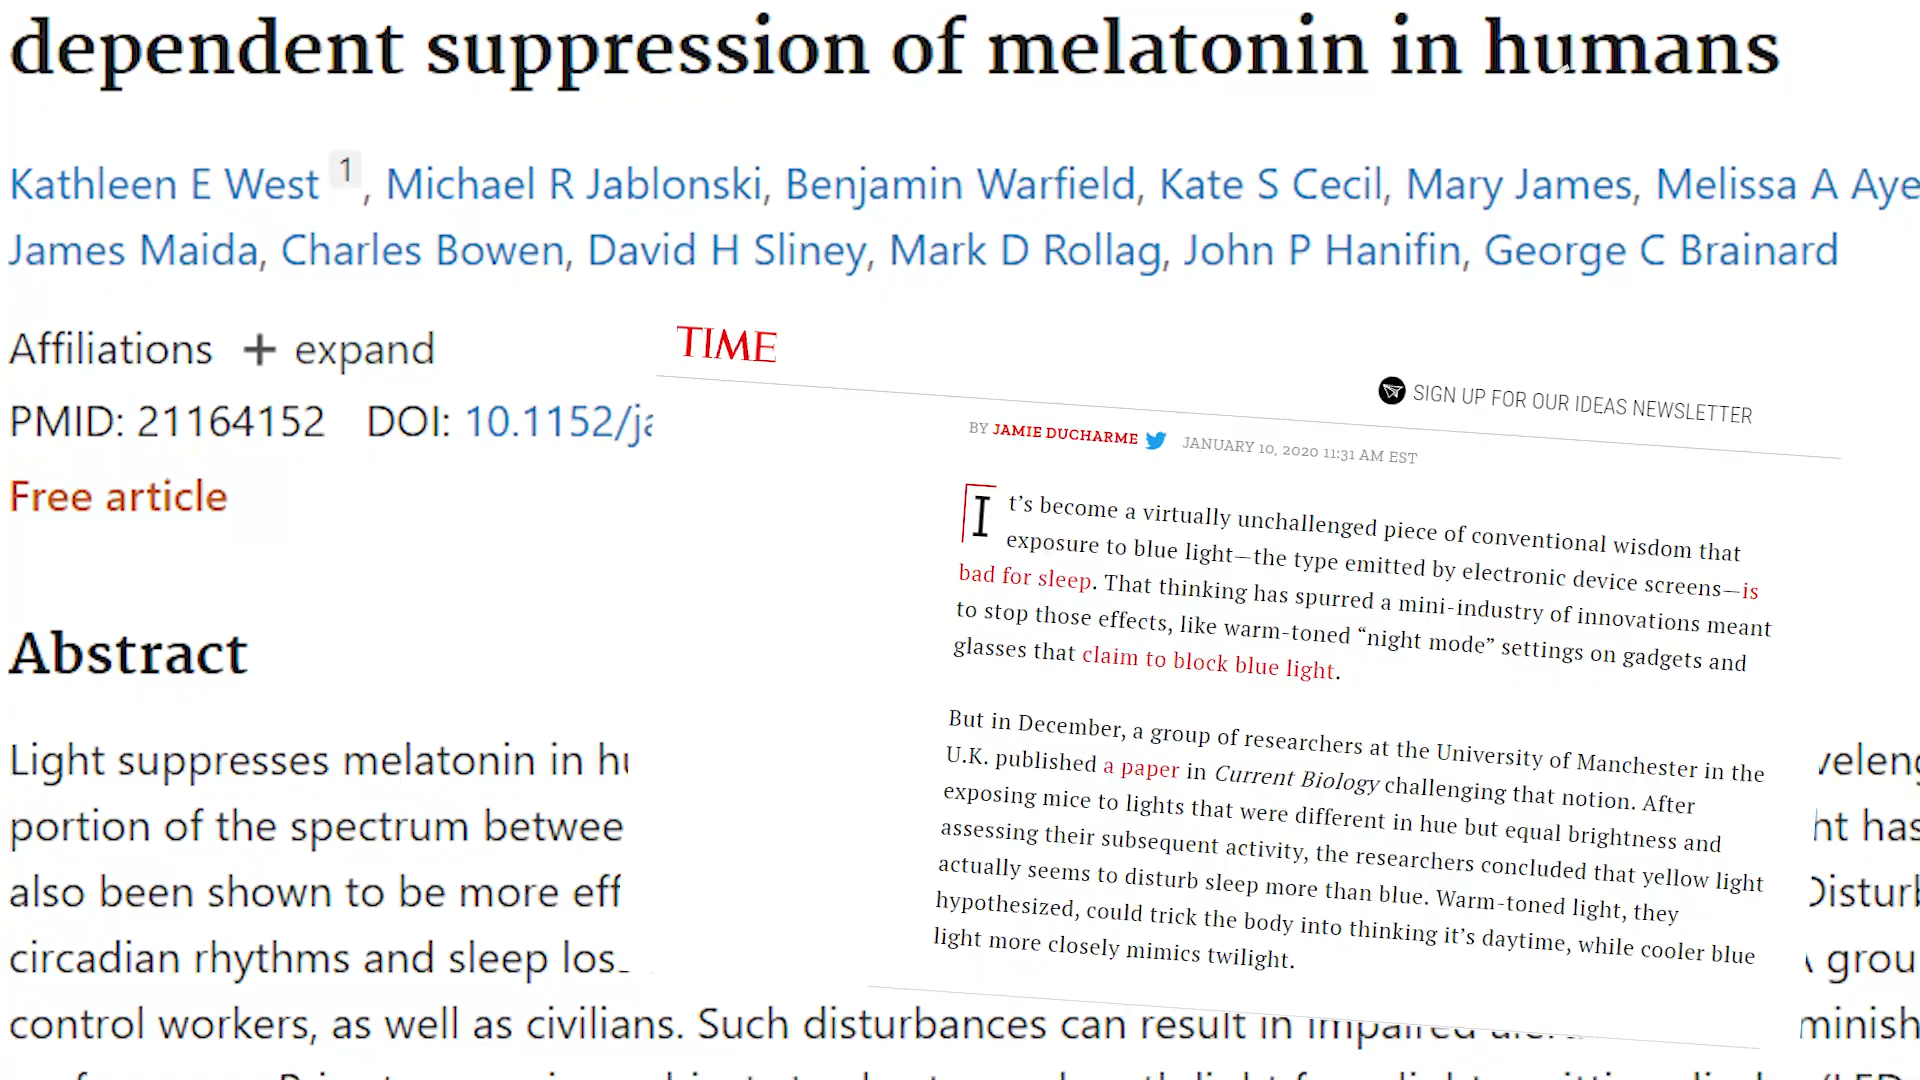 dependent suppression of melatonin in humans
Kathleen E West 1, Michael R Jablonski, Benjamin Warfield, Kate S Cecil, Mary James, Melissa A
James Maida, Charles Bowen, David H Sliney, Mark D Rollag, John P Hanifin, George C Brainard
Affiliations + expand
PMID: 21164152 DOI: 10.1152/
Free article
Abstract
Light suppresses melatonin in
portion of the spectrum
also been shown to be more
circadian rhythms and sleep
control workers, as well as civilians. Such disturbances can result in
TIME
SIGN UP FOR OUR IDEAS NEWSLETTER
BY JAMIE DUCHARME JANUARY 10, 2020 11:31 AM EST
It's become a virtually unchallenged piece of conventional wisdom that
exposure to blue light—the type emitted by electronic device screens—is
bad for sleep. That thinking has spurred a mini-industry of innovations meant
to stop those effects, like warm-toned “night mode” settings on gadgets and
glasses that claim to block blue light.
But in December, a group of researchers at the University of Manchester in the
U.K. published a paper in Current Biology challenging that notion. After
exposing mice to lights that were different in hue but equal brightness and
assessing their subsequent activity, the researchers concluded that yellow light
actually seems to disturb sleep more than blue. Warm-toned light, they
hypothesized, could trick the body into thinking it's daytime, while cooler blue
light more closely mimics twilight.